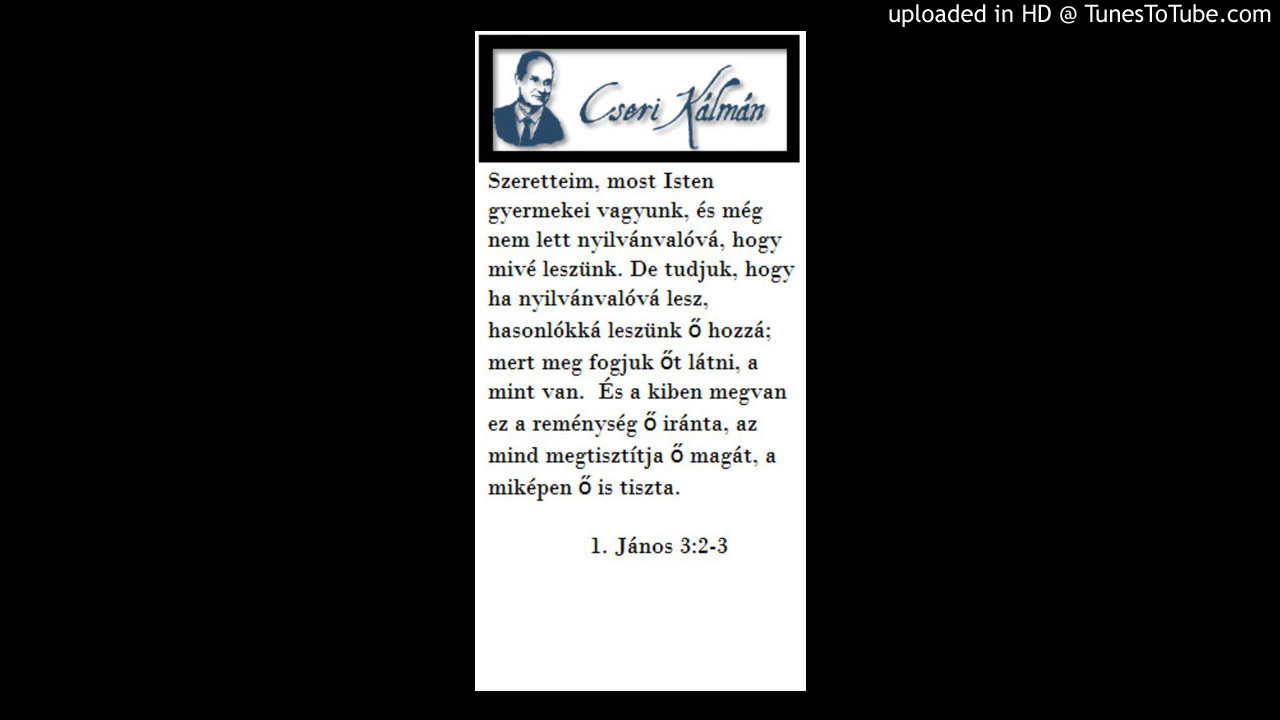 uploaded in HD @ TunesToTube.com
Cseri Kálmán
Szeretteim, most Isten
gyermekei vagyunk, és még
nem lett nyilvánvalóvá, hogy
mivé leszünk. De tudjuk, hogy
ha nyilvánvalóvá lesz,
hasonlókká leszünk ő hozzá;
mert meg fogjuk őt látni, a
mint van.  És a kiben megvan
ez a reménység ő iránta, az
mind megtisztítja ő magát, a
miképen ő is tiszta.
1. János 3:2-3